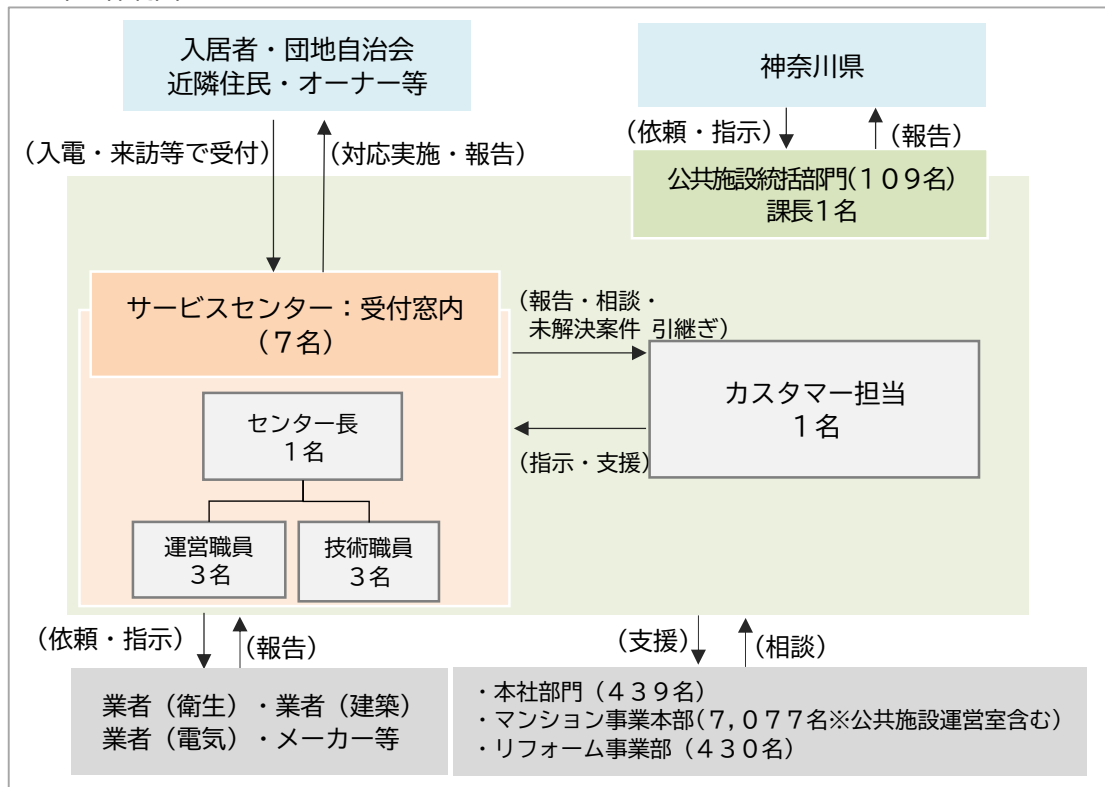 入居者・団地自治会
近隣住民・オーナー等
神奈川県
(入電・来訪等で受付)
(対応実施・報告)
(依頼・指示)
(報告)
公共施設統括部門(109名)
課長1名
サービスセンター:受付窓内
(7名)
(報告・相談・
未解決案件 引継ぎ)
カスタマー担当
1名
(指示・支援)
センター長
1名
運営職員
3名
技術職員
3名
(依頼・指示)
(報告)
(支援)
(相談)
業者(衛生)・業者(建築)
業者(電気)・メーカー等
・本社部門(439名)
・マンション事業本部(7,077名※公共施設運営室含む)
・リフォーム事業部(430名)